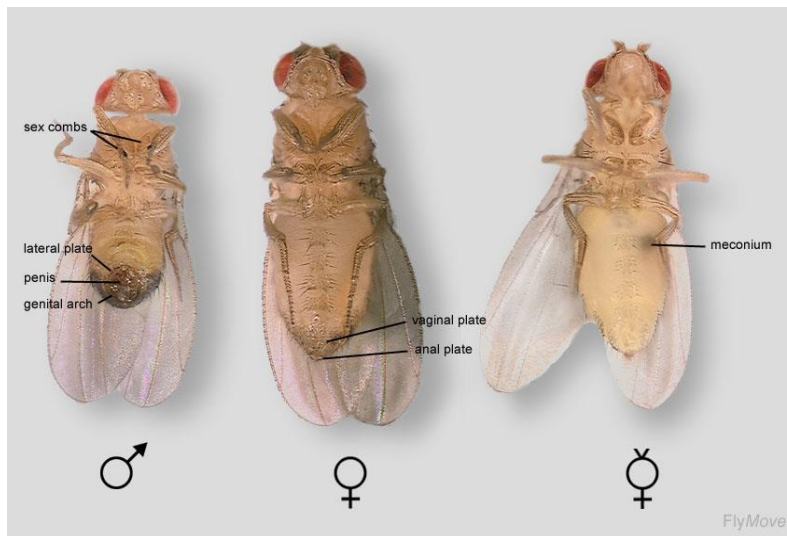 sex combs
lateral plate
penis
genital arch
vaginal plate
anal plate
meconium
♂
♀
FlyMove